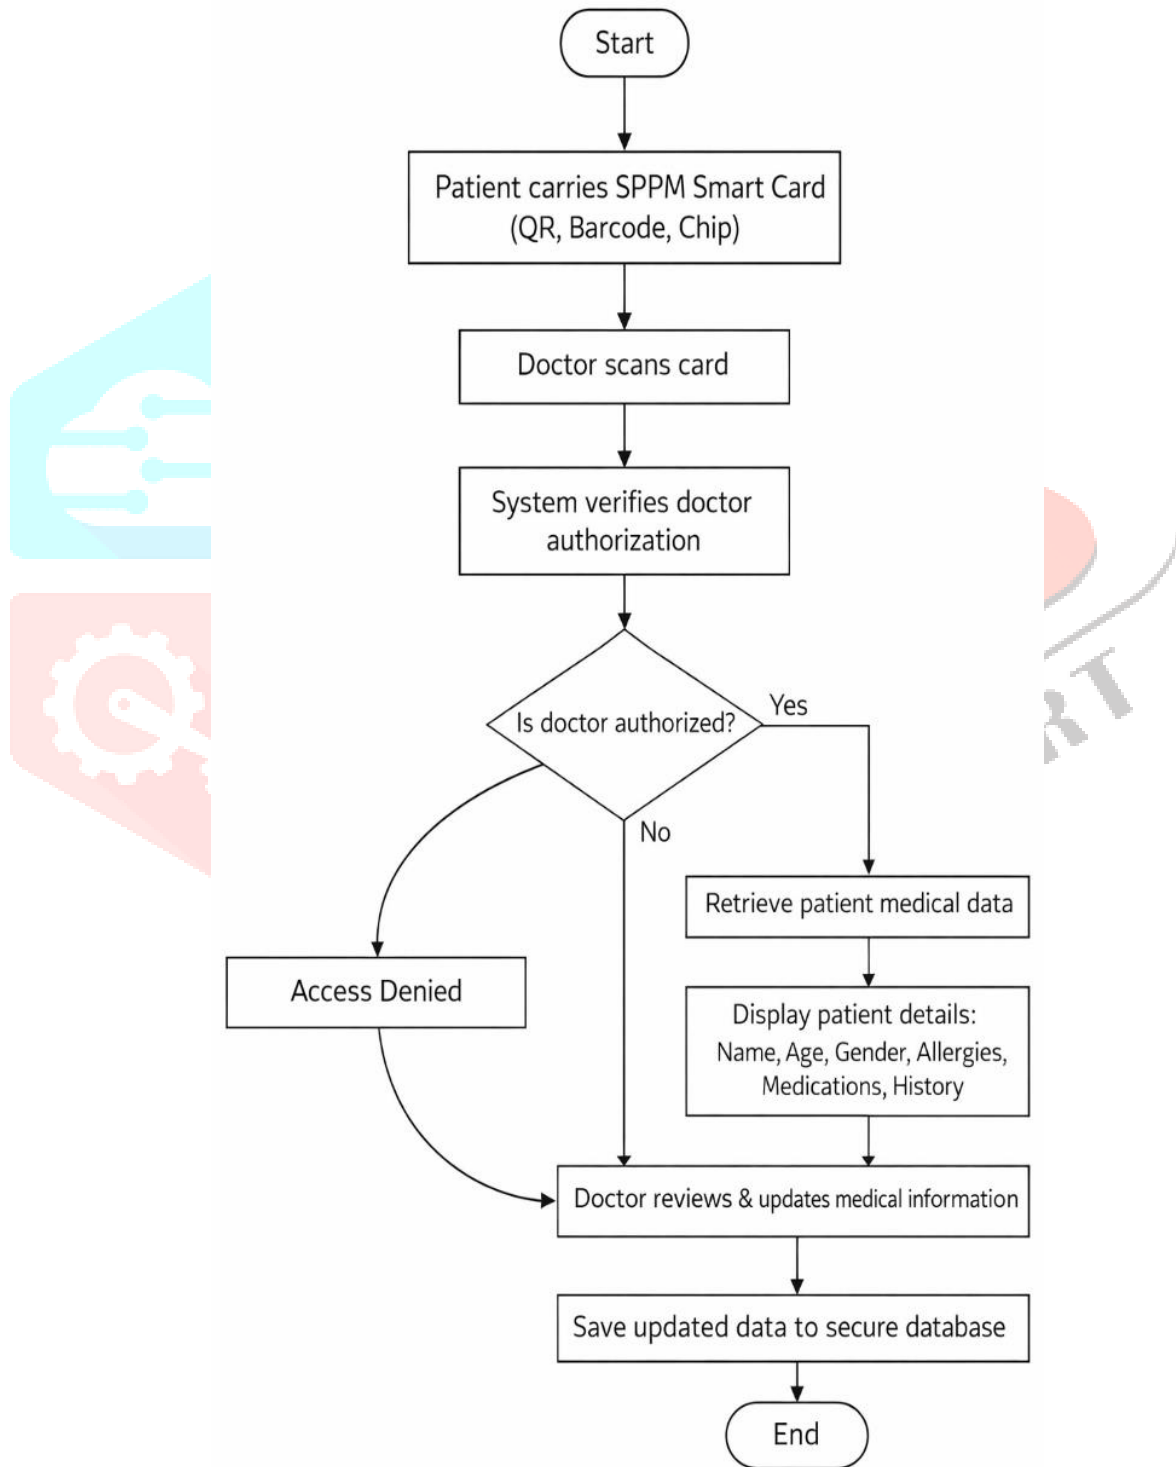 Start
Patient carries SPPM Smart Card
(QR, Barcode, Chip)
Doctor scans card
System verifies doctor
authorization
Is doctor authorized?
Yes
No
Retrieve patient medical data
Access Denied
Display patient details:
Name, Age, Gender, Allergies,
Medications, History
Doctor reviews & updates medical information
Save updated data to secure database
End